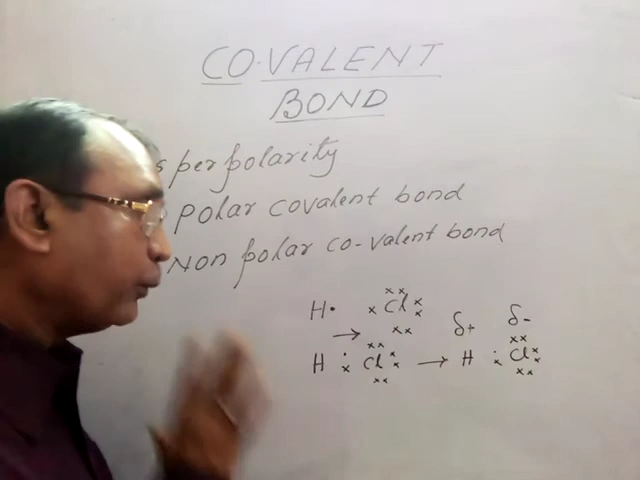 CO-VALENT
BOND
s per polarity
POLAR COVALENT bond
Non polar co-valent bond
H• ×Cl××
→ ×× δ+ δ-
H •× Cl ×× → H •× Cl ××